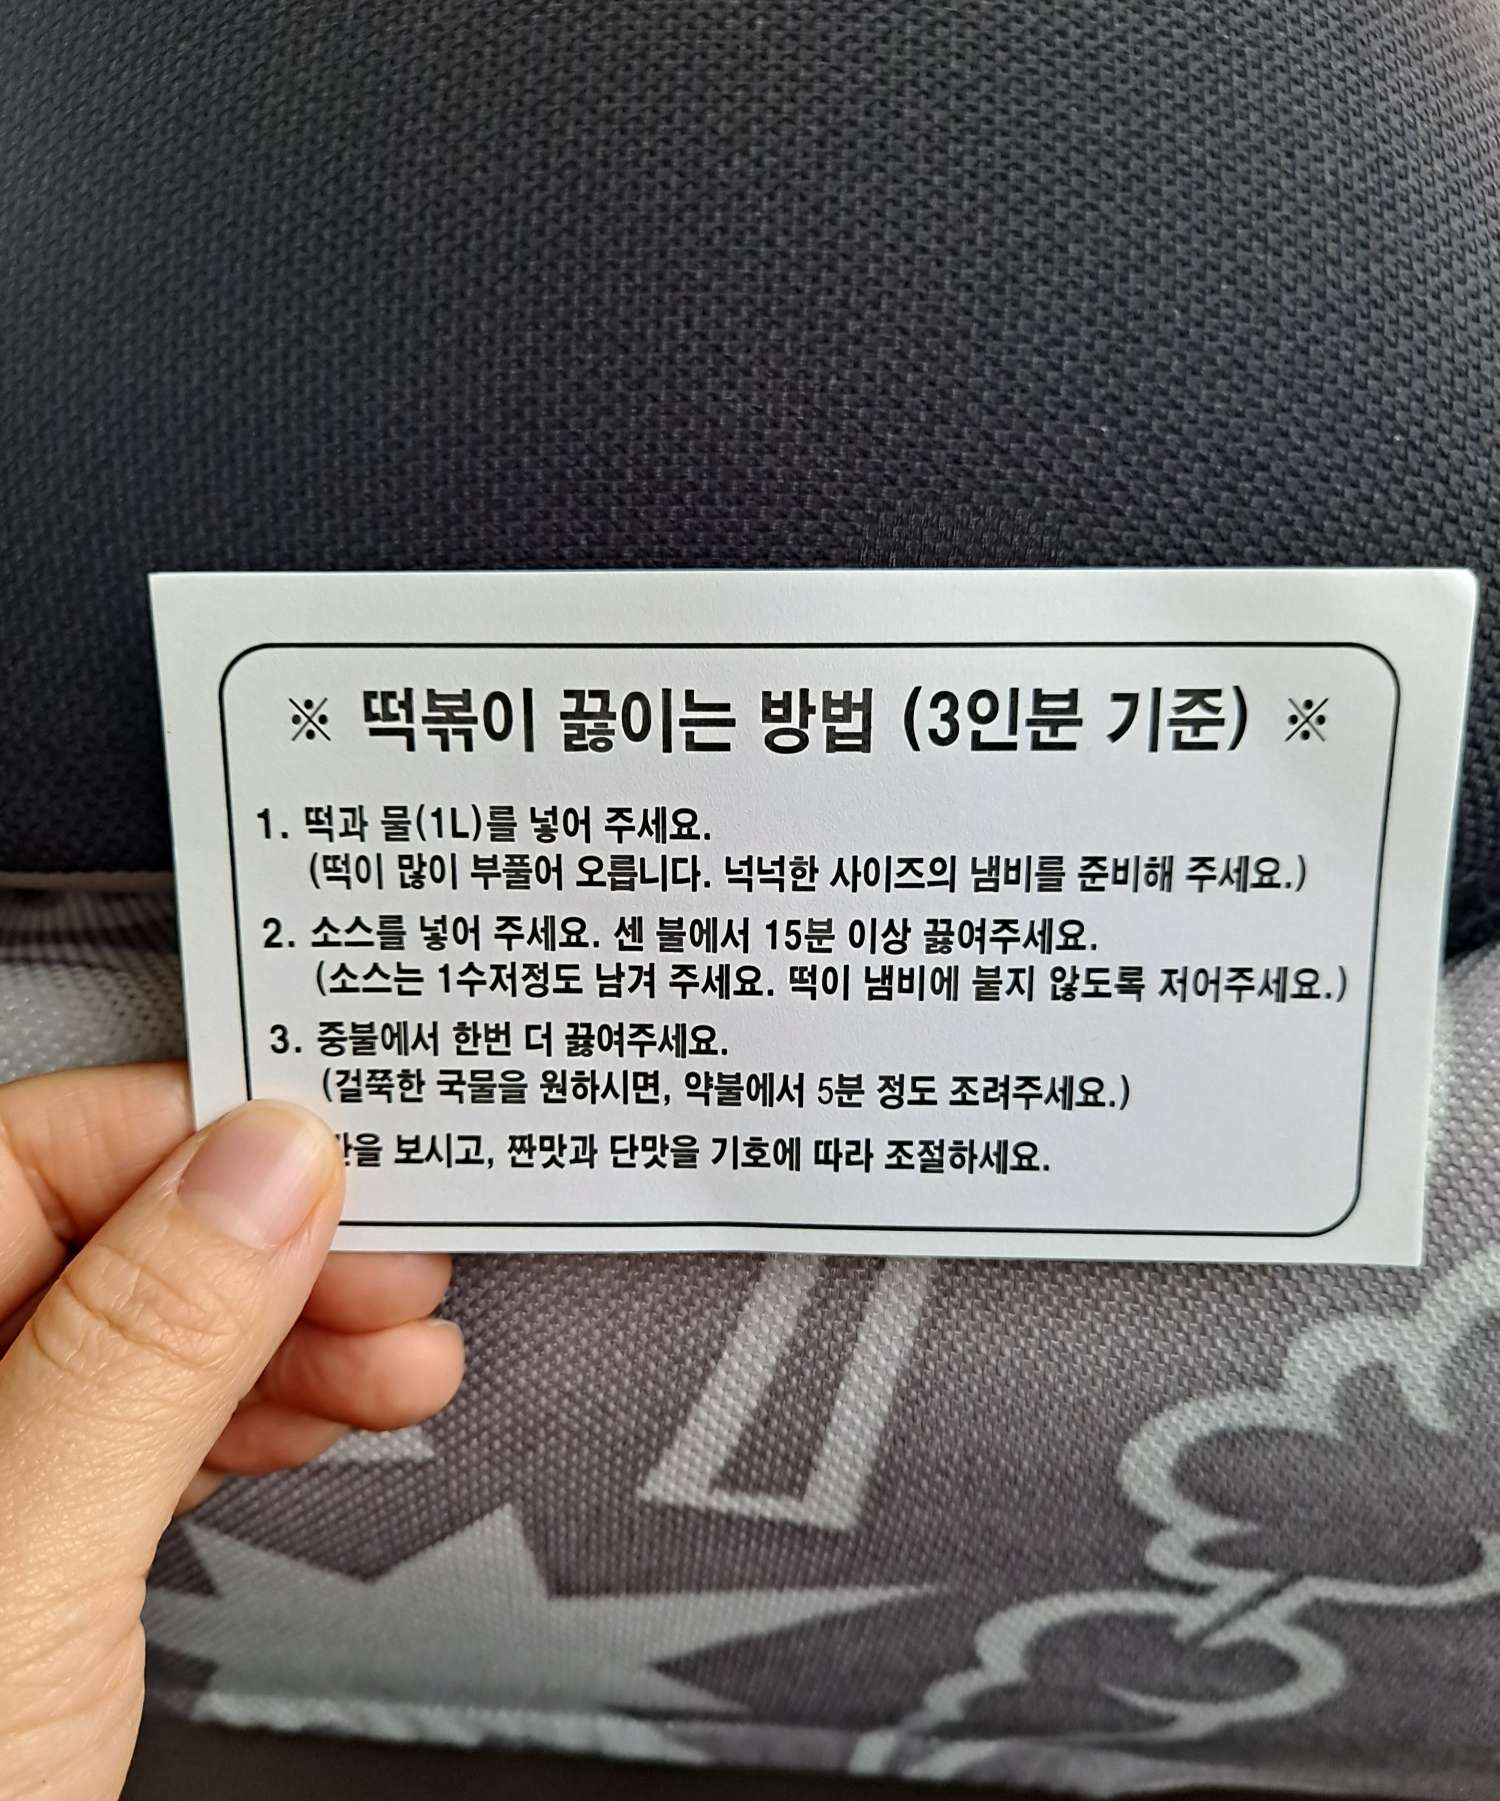 ※ 떡볶이 끓이는 방법 (3인분 기준) ※
1. 떡과 물(1L)를 넣어 주세요.
(떡이 많이 부풀어 오릅니다. 넉넉한 사이즈의 냄비를 준비해 주세요.)
2. 소스를 넣어 주세요. 센 불에서 15분 이상 끓여주세요.
(소스는 1수저정도 남겨 주세요. 떡이 냄비에 붙지 않도록 저어주세요.)
3. 중불에서 한번 더 끓여주세요.
(걸쭉한 국물을 원하시면, 약불에서 5분 정도 조려주세요.)
보시고, 짠맛과 단맛을 기호에 따라 조절하세요.